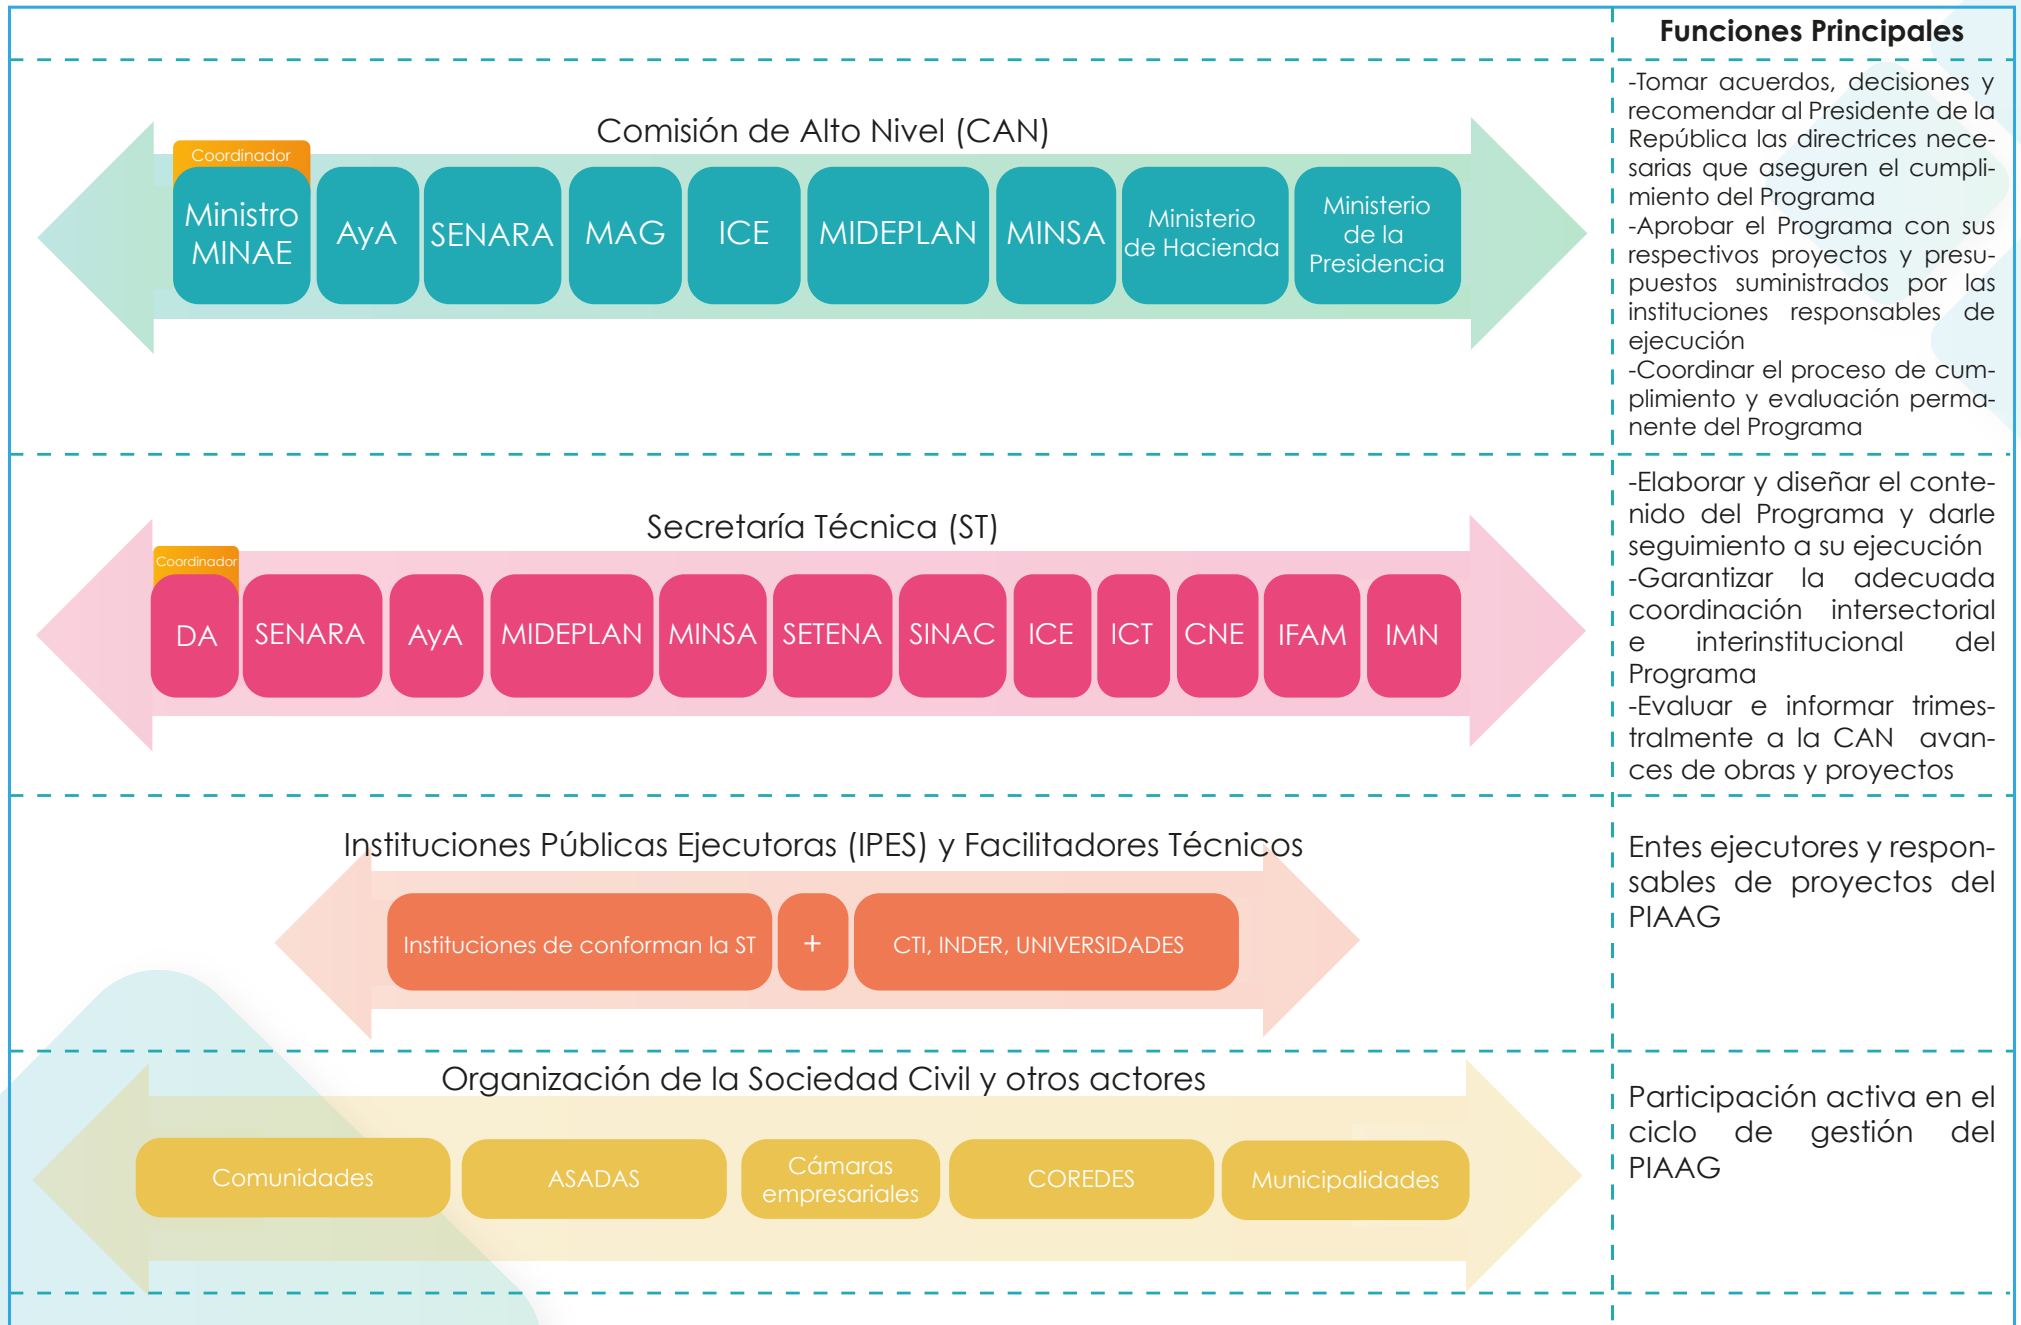 Funciones Principales
Comisión de Alto Nivel (CAN)
Coordinador
Ministro
MINAE
AyA
SENARA
MAG
ICE
MIDEPLAN
MINSA
Ministerio
de Hacienda
Ministerio
de la
Presidencia
-Tomar acuerdos, decisiones y
recomendar al Presidente de la
República las directrices nece-
sarias que aseguren el cumpli-
miento del Programa
-Aprobar el Programa con sus
respectivos proyectos y presu-
puestos suministrados por las
instituciones responsables de
ejecución
-Coordinar el proceso de cum-
plimiento y evaluación perma-
nente del Programa
Secretaría Técnica (ST)
Coordinador
DA
SENARA
AyA
MIDEPLAN
MINSA
SETENA
SINAC
ICE
ICT
CNE
IFAM
IMN
-Elaborar y diseñar el conte-
nido del Programa y darle
seguimiento a su ejecución
-Garantizar la adecuada
coordinación intersectorial
e interinstitucional del
Programa
-Evaluar e informar trimes-
tralmente a la CAN avan-
ces de obras y proyectos
Instituciones Públicas Ejecutoras (IPES) y Facilitadores Técnicos
Instituciones de conforman la ST
+
CTI, INDER, UNIVERSIDADES
Entes ejecutores y respon-
sables de proyectos del
PIAAG
Organización de la Sociedad Civil y otros actores
Comunidades
ASADAS
Cámaras
empresariales
COREDES
Municipalidades
Participación activa en el
ciclo de gestión del
PIAAG